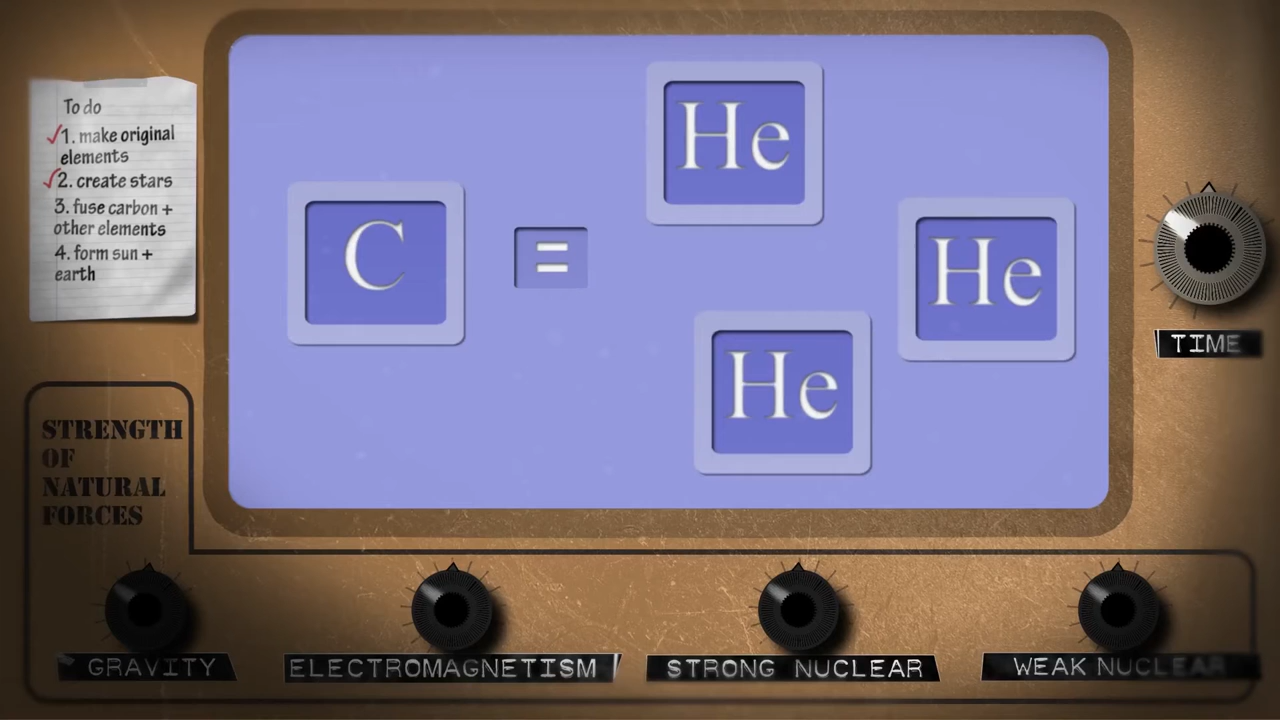 To do
1. make original
elements
2. create stars
3. fuse carbon +
other elements
4. form sun +
earth
He
C
=
He
He
TIME
STRENGTH
OF
NATURAL
FORCES
GRAVITY
ELECTROMAGNETISM
STRONG NUCLEAR
WEAK NUCLEAR